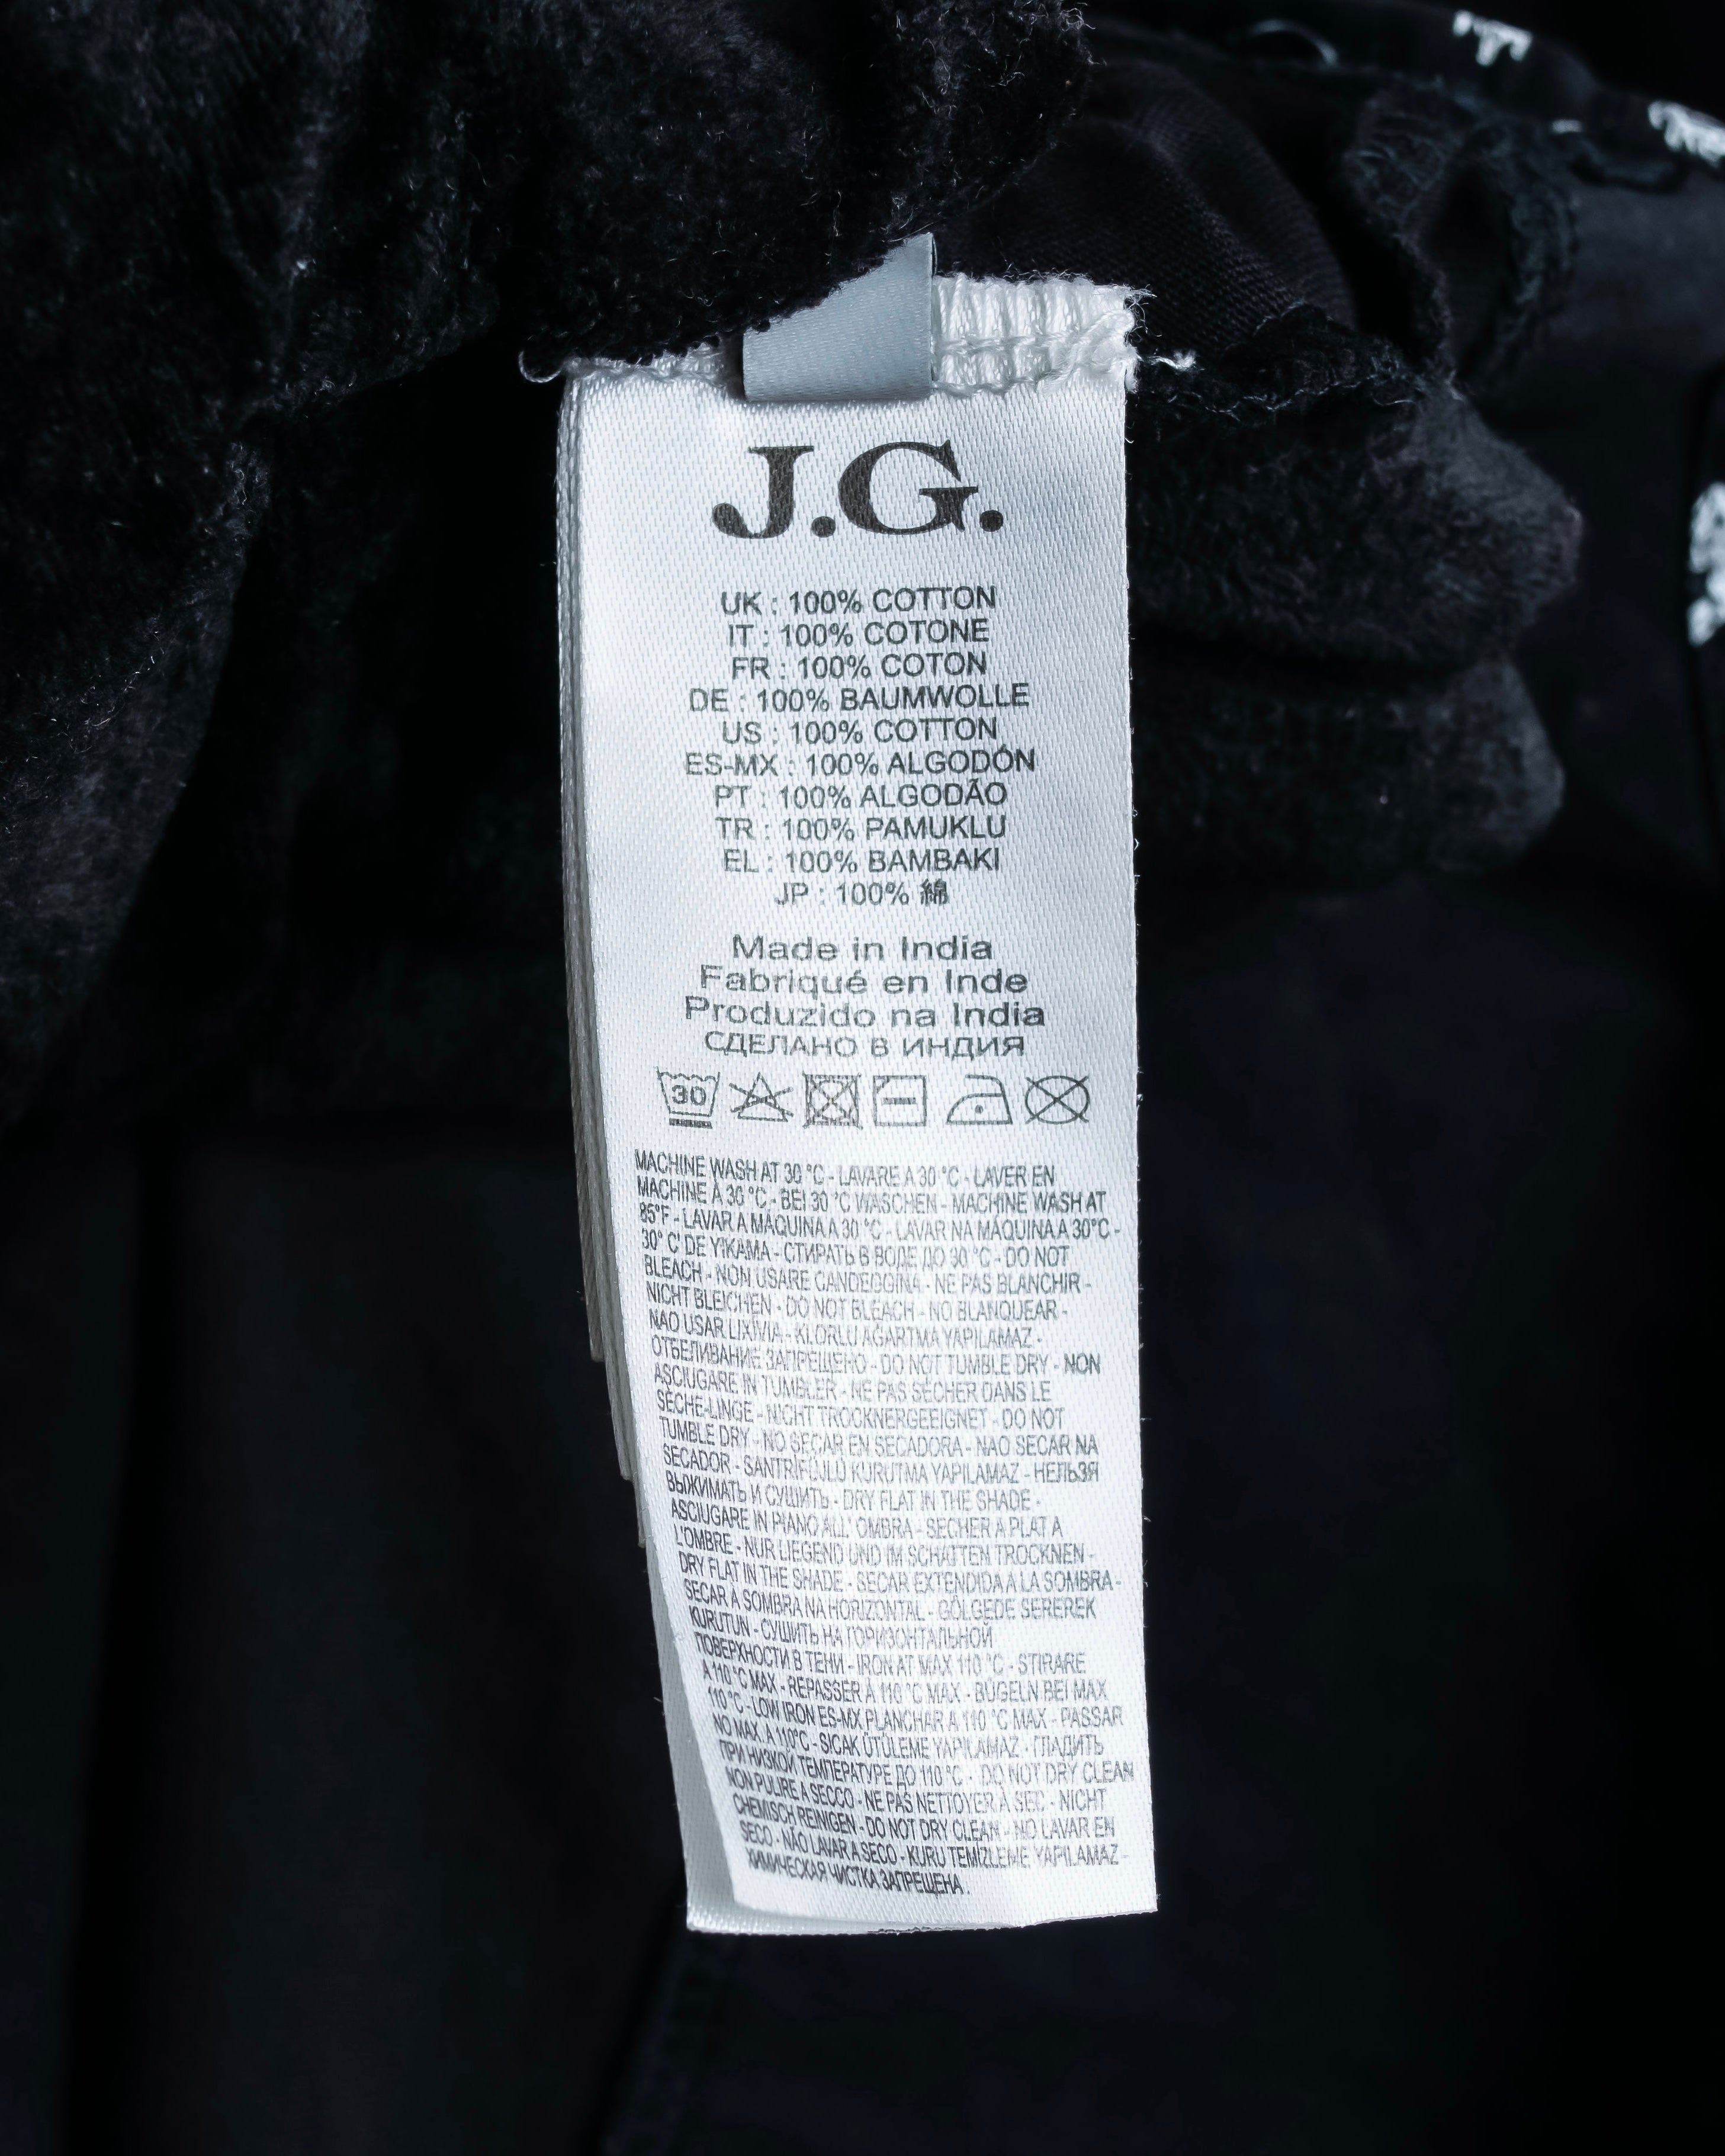 J.G.
UK : 100% COTTON
IT : 100% COTONE
FR : 100% COTON
DE : 100% BAUMWOLLE
US : 100% COTTON
ES-MX : 100% ALGODÓN
PT : 100% ALGODÃO
TR : 100% PAMUKLU
EL : 100% BAMBAKI
JP : 100% 綿
Made in India
Fabriqué en Inde
Produzido na India
СДЕЛАНО В ИНДИЯ
30
MACHINE WASH AT 30 °C - LAVARE A 30 °C - LAVER EN
MACHINE À 30 °C - BEI 30 °C WASCHEN - MACHINE WASH AT
85°F - LAVAR A MAQUINA A 30 °C - LAVAR NA MÁQUINA A 30°C -
30° C' DE YIKAMA - СТИРАТЬ В ВОДЕ ДО 30 °C - DO NOT
BLEACH - NON USARE CANDEGGINA - NE PAS BLANCHIR -
NICHT BLEICHEN - DO NOT BLEACH - NO BLANQUEAR -
NAO USAR LIXIVIA - KLORLU AĞARTMA YAPILAMAZ -
ОТБЕЛИВАНИЕ ЗАПРЕЩЕНО - DO NOT TUMBLE DRY - NON
ASCIUGARE IN TUMBLER - NE PAS SÉCHER DANS LE
SÈCHE-LINGE - NICHT TROCKNERGEEIGNET - DO NOT
TUMBLE DRY - NO SECAR EN SECADORA - NAO SECAR NA
SECADOR - SANTRİFÜJLÜ KURUTMA YAPILAMAZ - НЕЛЬЗЯ
ВЫЖИМАТЬ И СУШИТЬ - DRY FLAT IN THE SHADE -
ASCIUGARE IN PIANO ALL' OMBRA - SECHER A PLAT A
L'OMBRE - NUR LIEGEND UND IM SCHATTEN TROCKNEN -
DRY FLAT IN THE SHADE - SECAR EXTENDIDA A LA SOMBRA -
SECAR A SOMBRA NA HORIZONTAL - GÖLGEDE SEREREK
KURUTUN - СУШИТЬ НА ГОРИЗОНТАЛЬНОЙ
ПОВЕРХНОСТИ В ТЕНИ - IRON AT MAX 110 °C - STIRARE
A 110 °C MAX - REPASSER À 110 °C MAX - BÜGELN BEI MAX
110 °C - LOW IRON ES-MX PLANCHAR A 110 °C MAX - PASSAR
NO MAX. A 110°C - SICAK ÜTÜLEME YAPILAMAZ - ГЛАДИТЬ
ПРИ НИЗКОЙ ТЕМПЕРАТУРЕ ДО 110 °C - DO NOT DRY CLEAN
NON PULIRE A SECCO - NE PAS NETTOYER À SEC - NICHT
CHEMISCH REINIGEN - DO NOT DRY CLEAN - NO LAVAR EN
SECO - NÃO LAVAR A SECO - KURU TEMIZLEME YAPILAMAZ -
ХИМИЧЕСКАЯ ЧИСТКА ЗАПРЕЩЕНА .